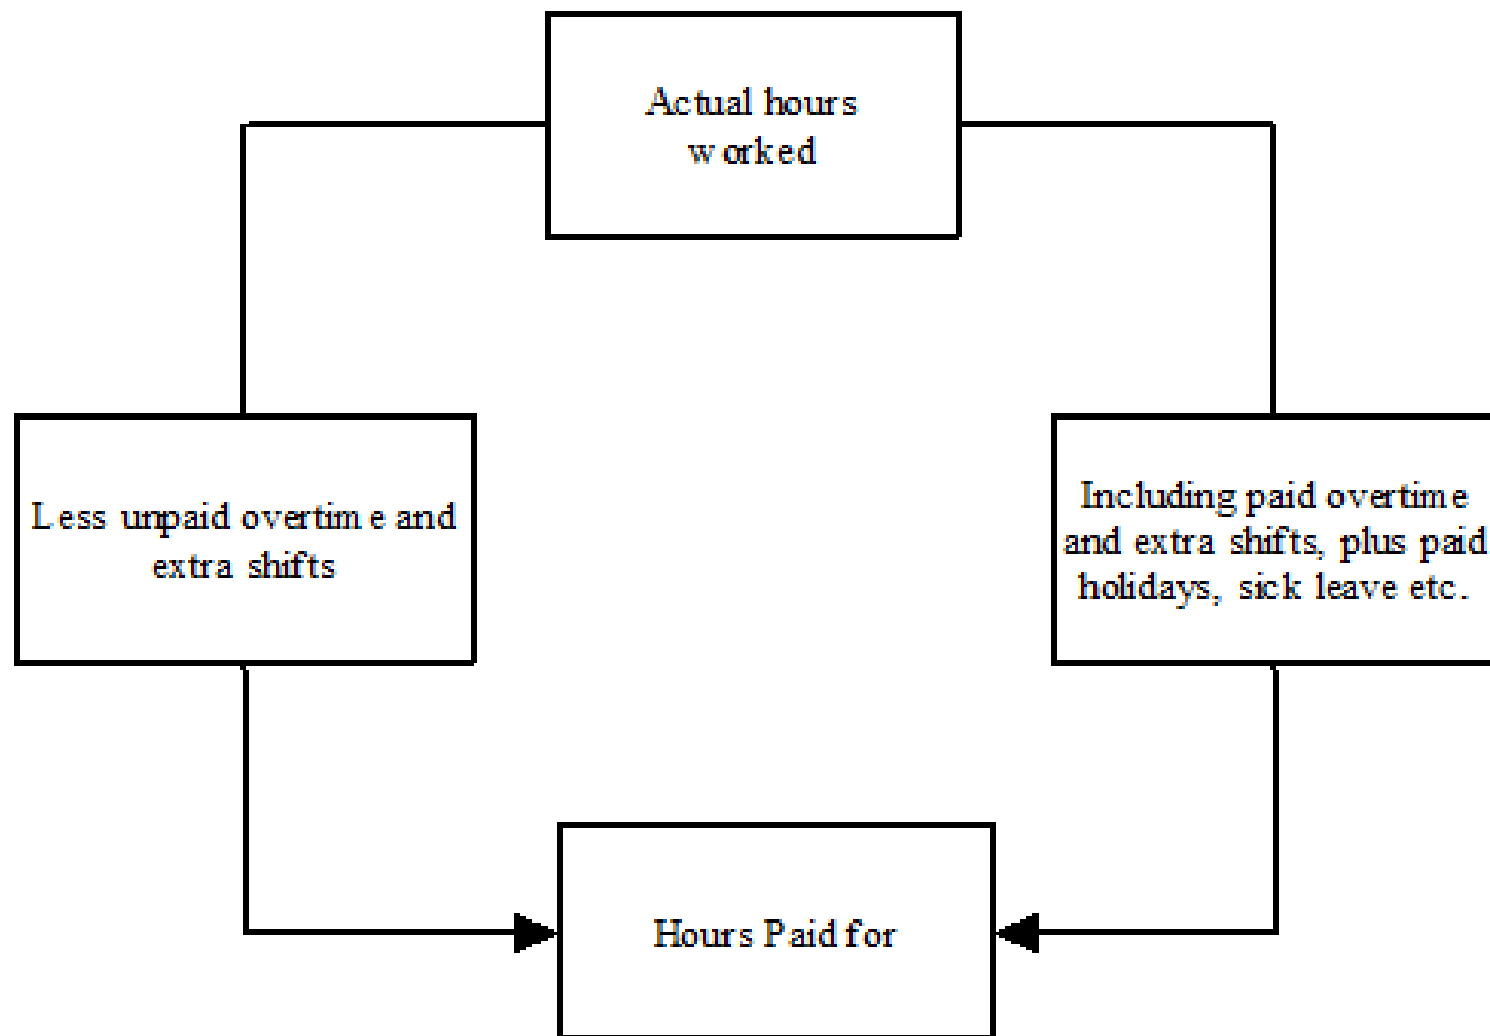 Actual hours
worked
Less unpaid overtime and
extra shifts
Including paid overtime
and extra shifts, plus paid
holidays, sick leave etc.
Hours Paid for